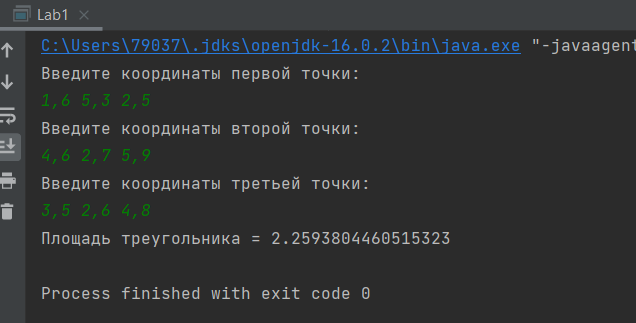 Lab1
C:\Users\79037\.jdks\openjdk-16.0.2\bin\java.exe "-javaagent
Введите координаты первой точки:
1,6 5,3 2,5
Введите координаты второй точки:
4,6 2,7 5,9
Введите координаты третьей точки:
3,5 2,6 4,8
Площадь треугольника = 2.2593804460515323
Process finished with exit code 0